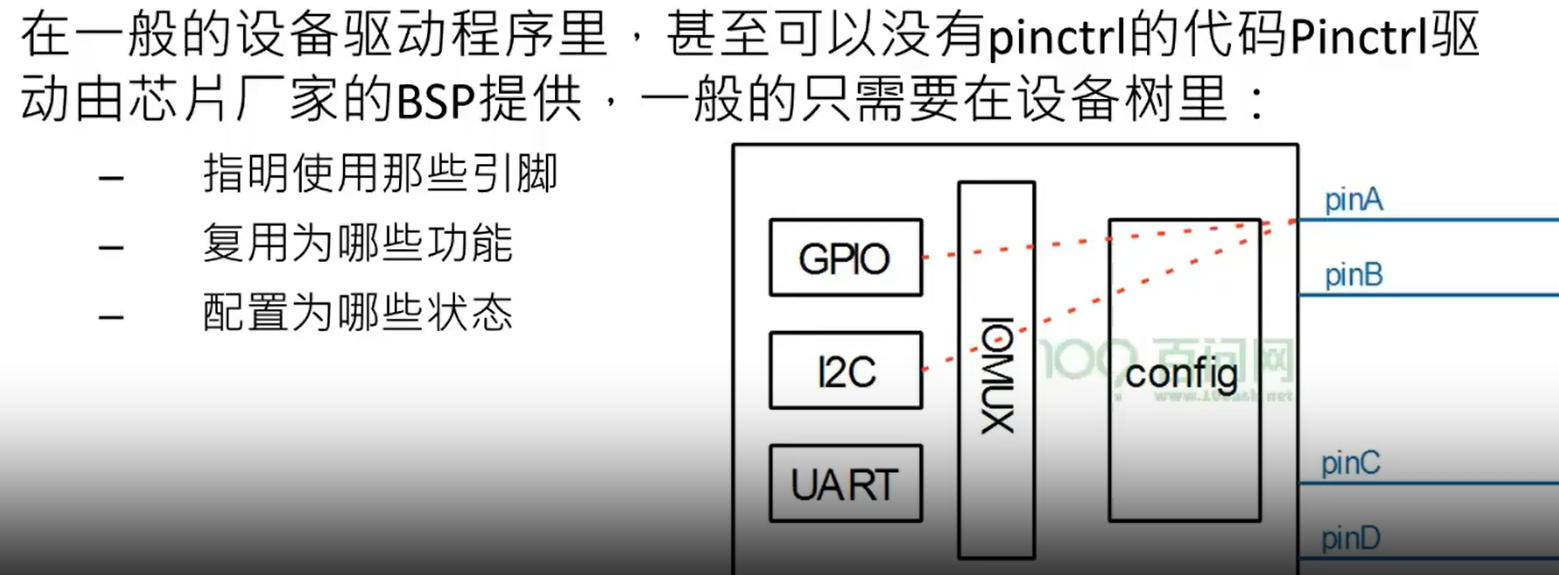 在一般的设备驱动程序里，甚至可以没有pinctrl的代码Pinctrl驱
动由芯片厂家的BSP提供，一般的只需要在设备树里：
– 指明使用那些引脚
– 复用为哪些功能
– 配置为哪些状态
GPIO
I2C
UART
IOMUX
config
100 百问网
www.100ask.net
pinA
pinB
pinC
pinD